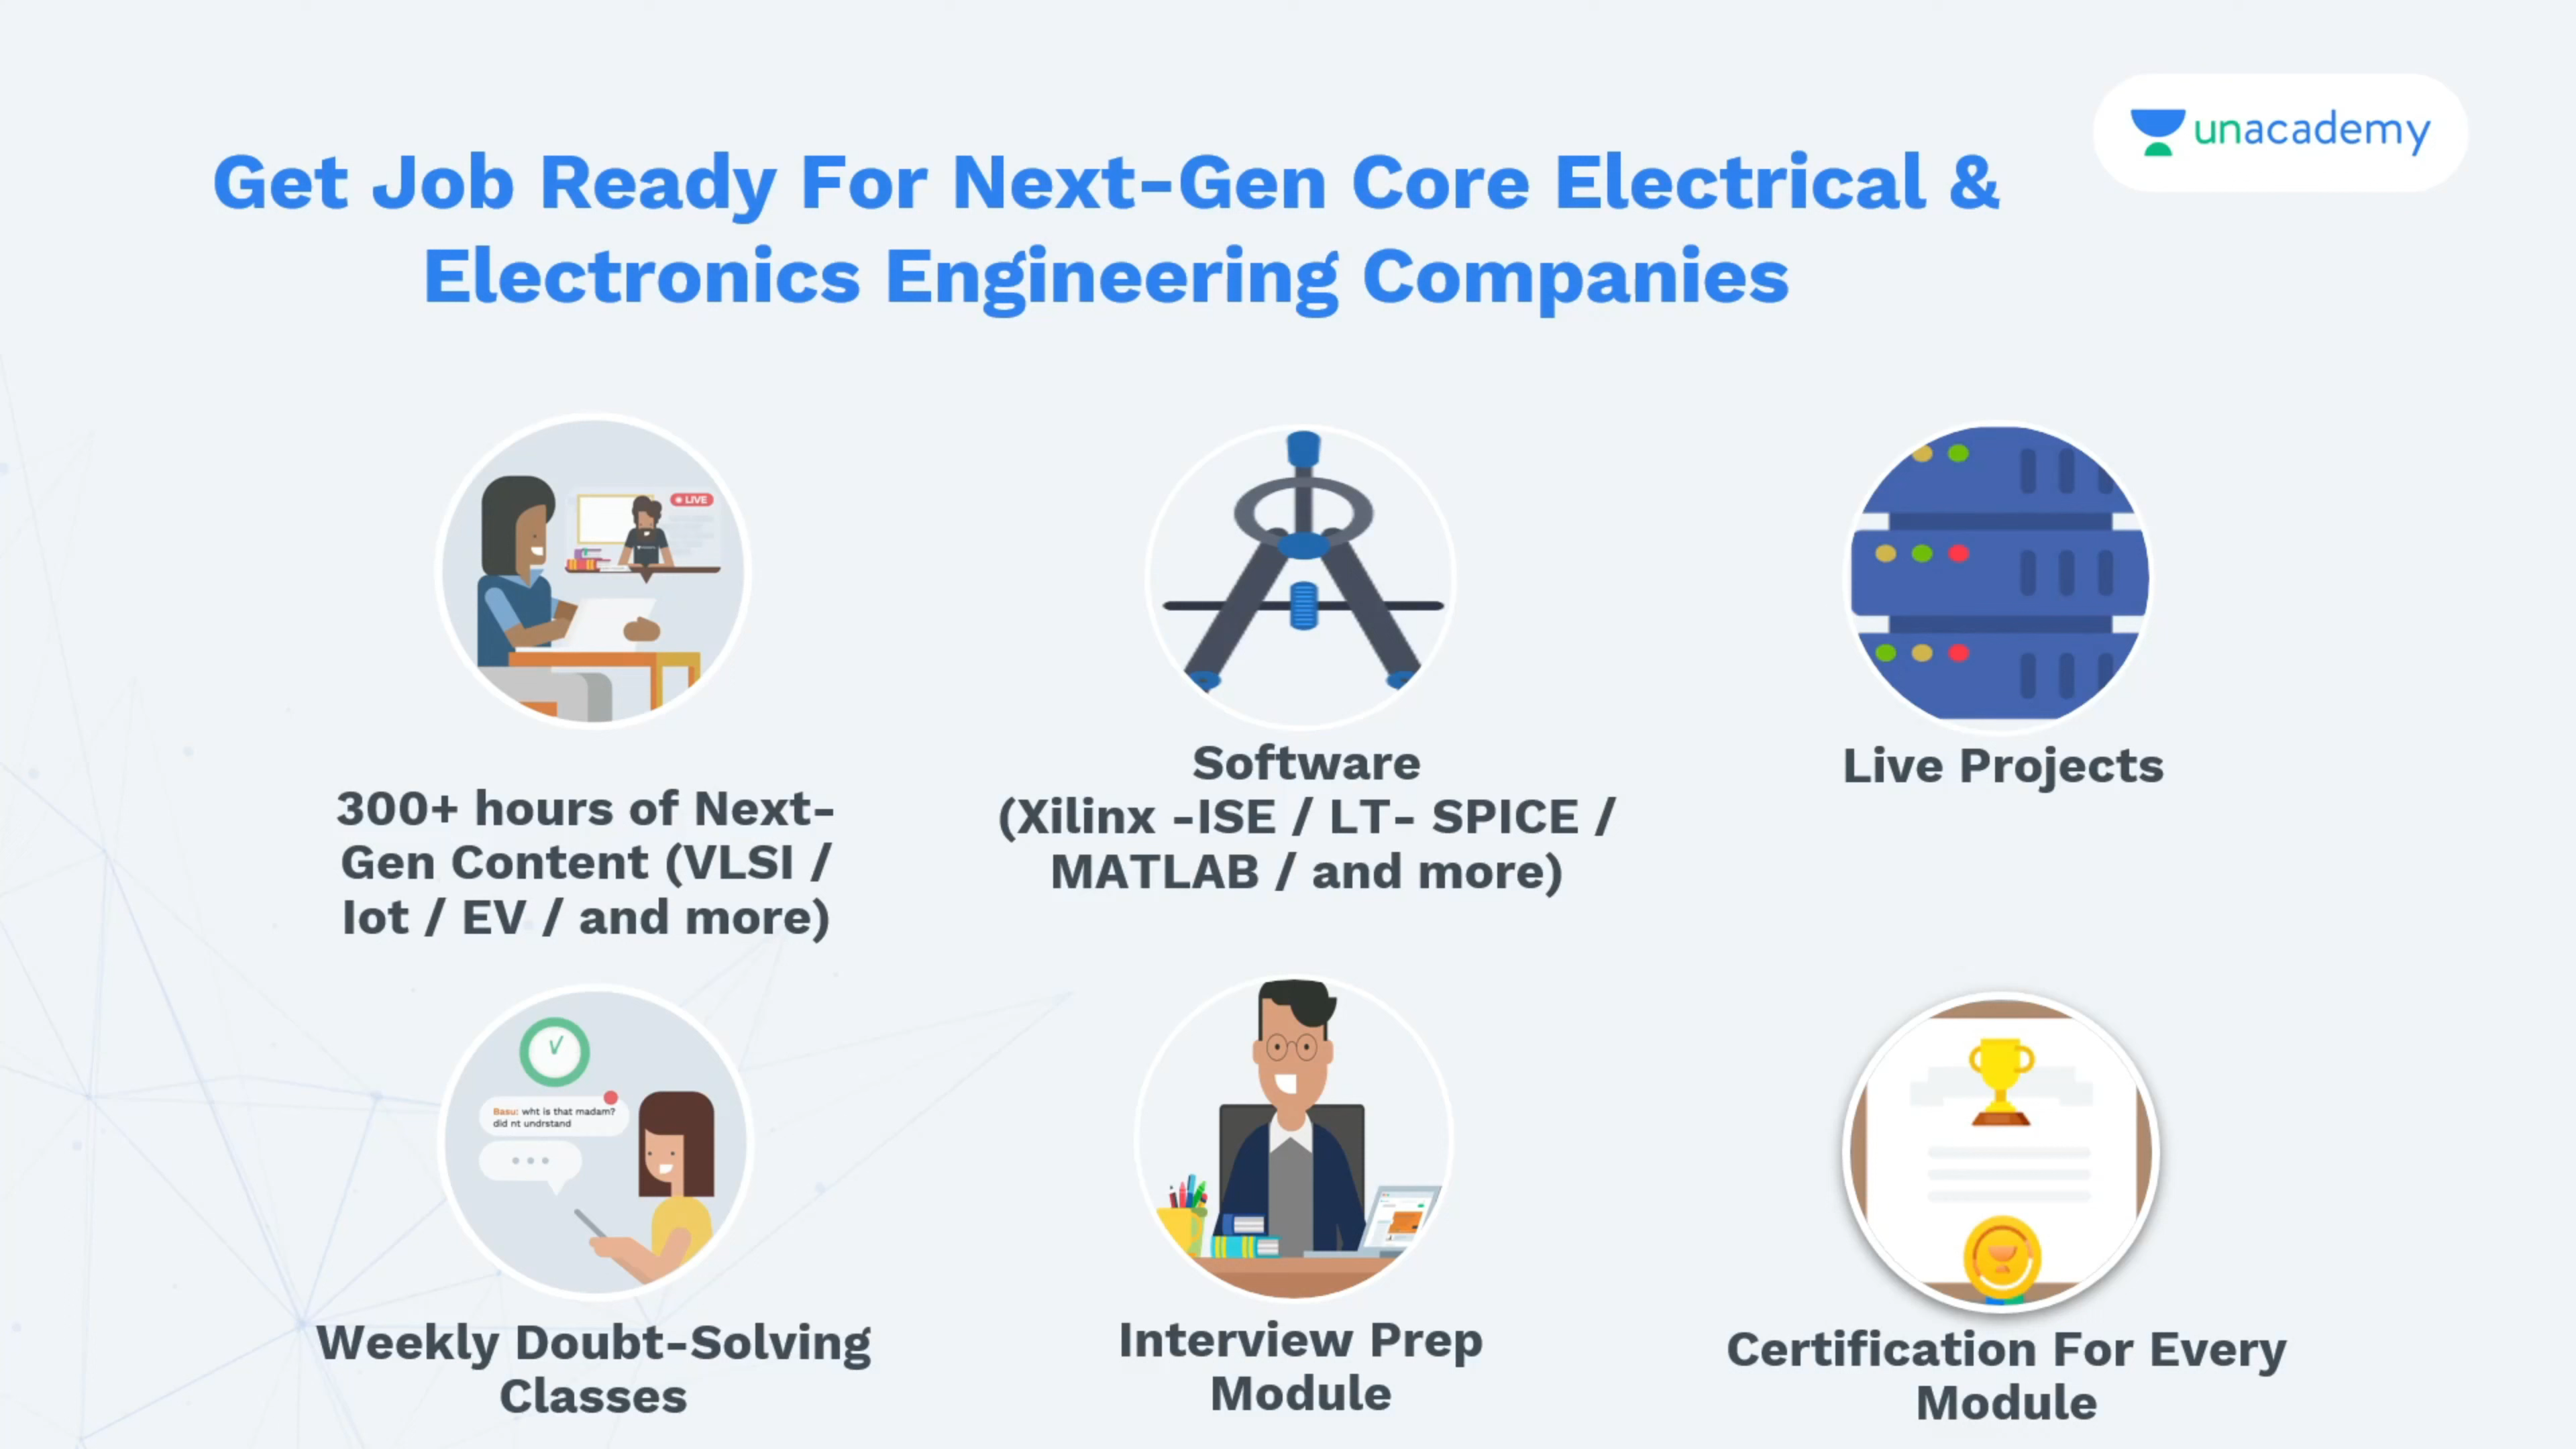 unacademy
Get Job Ready For Next-Gen Core Electrical &
Electronics Engineering Companies
LIVE
300+ hours of Next-
Gen Content (VLSI /
Iot / EV / and more)
Software
(Xilinx -ISE / LT- SPICE /
MATLAB / and more)
Live Projects
Basu: wht is that madam?
did nt undrstand
Weekly Doubt-Solving
Classes
Interview Prep
Module
Certification For Every
Module